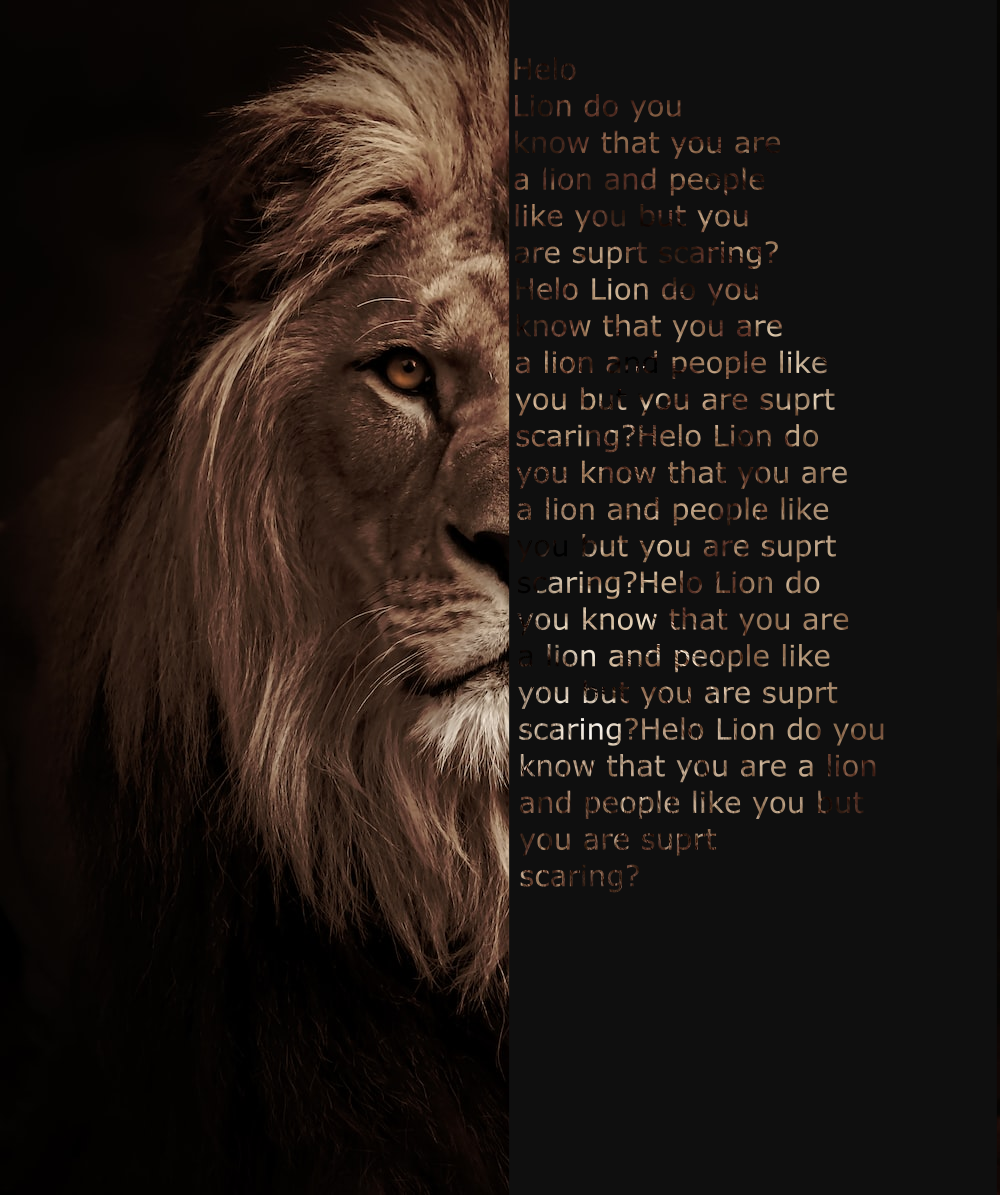 Helo
Lion do you
know that you are
a lion and people
like you but you
are suprt scaring?
Helo Lion do you
know that you are
a lion and people like
you but you are suprt
scaring?Helo Lion do
you know that you are
a lion and people like
you but you are suprt
scaring?Helo Lion do
you know that you are
a lion and people like
you but you are suprt
scaring?Helo Lion do you
know that you are a lion
and people like you but
you are suprt
scaring?